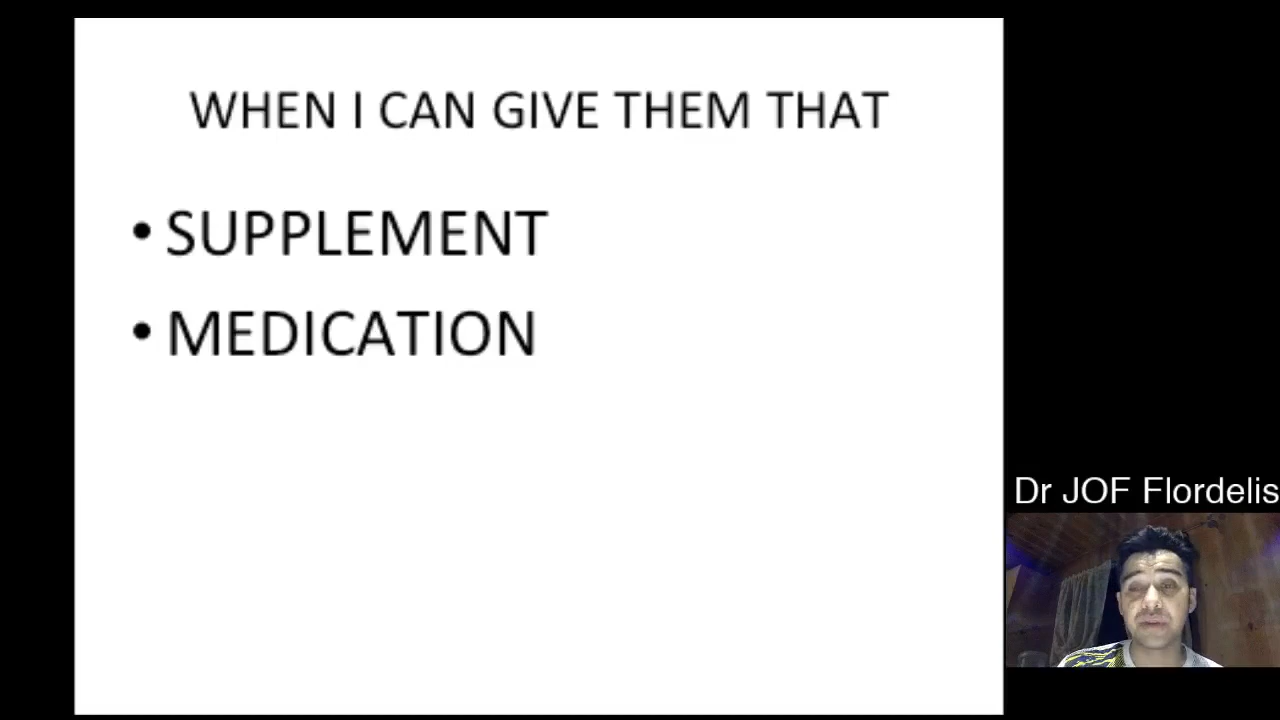 WHEN I CAN GIVE THEM THAT
• SUPPLEMENT
• MEDICATION
Dr JOF Flordelis